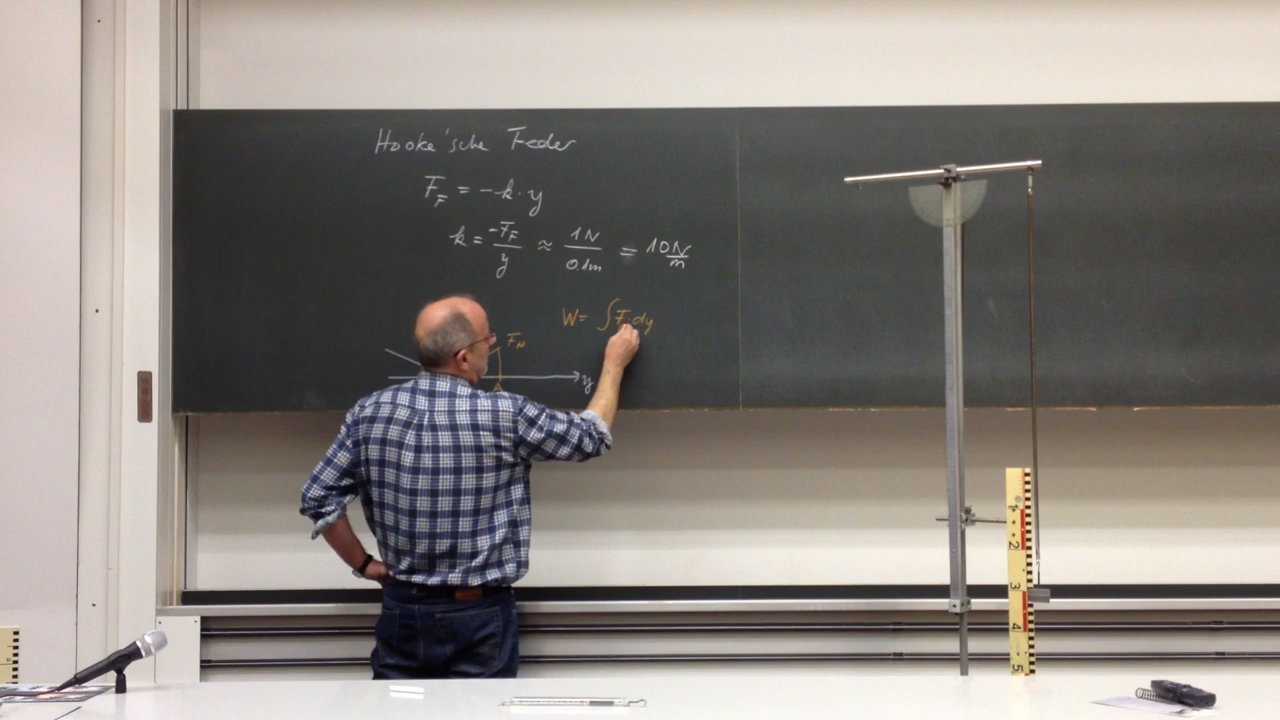 Hooke'sche Feder
F_F = -k · y
k = -F_F / y ≈ 1N / 0.1m = 10 N/m
W = ∫ F dy
F_H
y
1
2
3
4
5